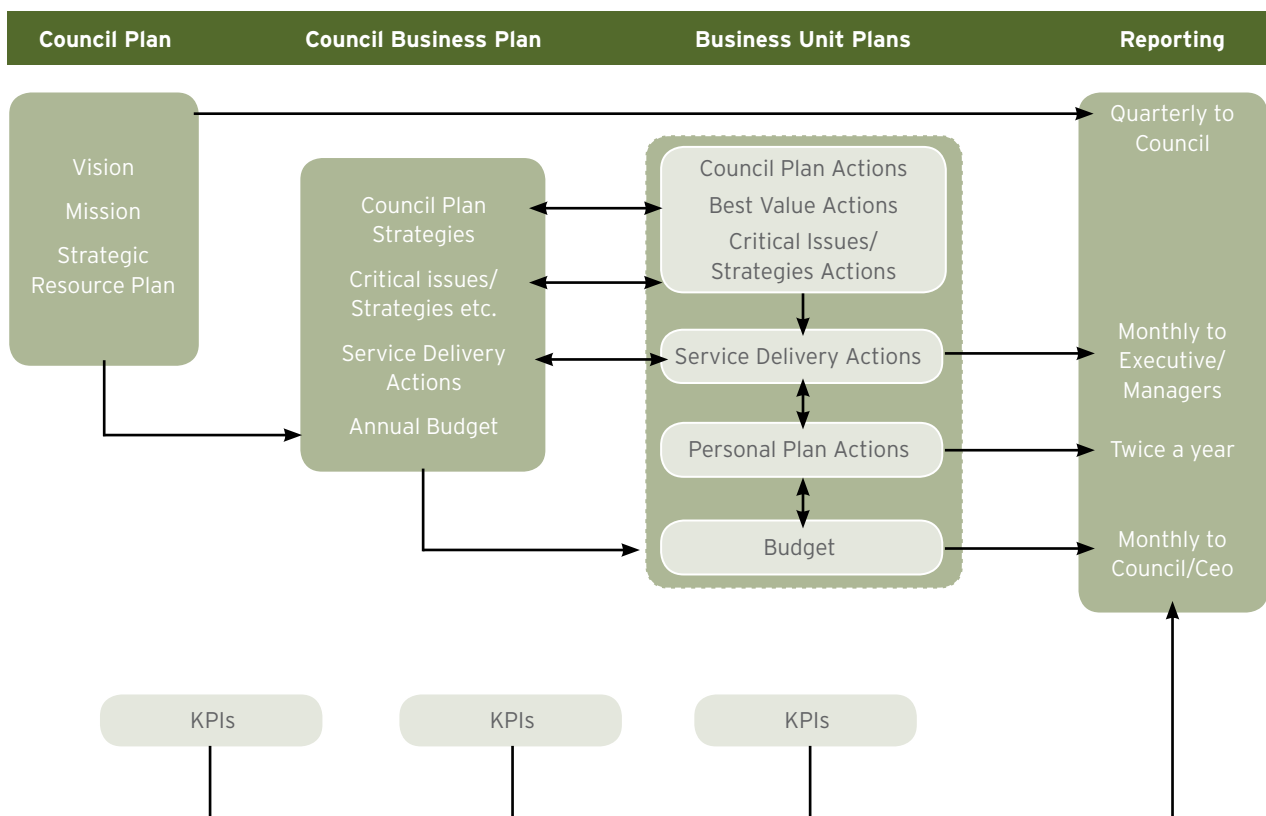 Council Plan
Council Business Plan
Business Unit Plans
Reporting
Vision
Mission
Strategic
Resource Plan
Council Plan
Strategies
Critical issues/
Strategies etc.
Service Delivery
Actions
Annual Budget
Council Plan Actions
Best Value Actions
Critical Issues/
Strategies Actions
Service Delivery Actions
Personal Plan Actions
Budget
Quarterly to
Council
Monthly to
Executive/
Managers
Twice a year
Monthly to
Council/Ceo
KPIs
KPIs
KPIs